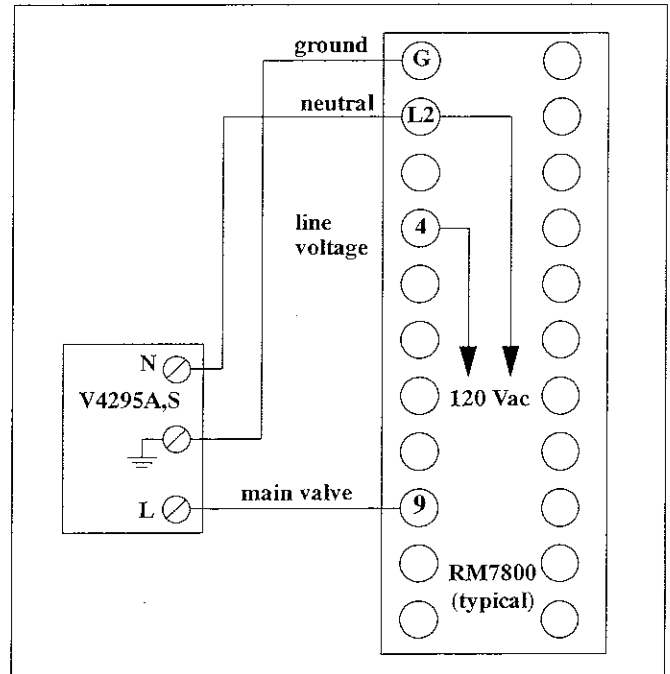 ground
G
neutral
L2
line
voltage
4
N
V4295A,S
120 Vac
L
main valve
9
RM7800
(typical)